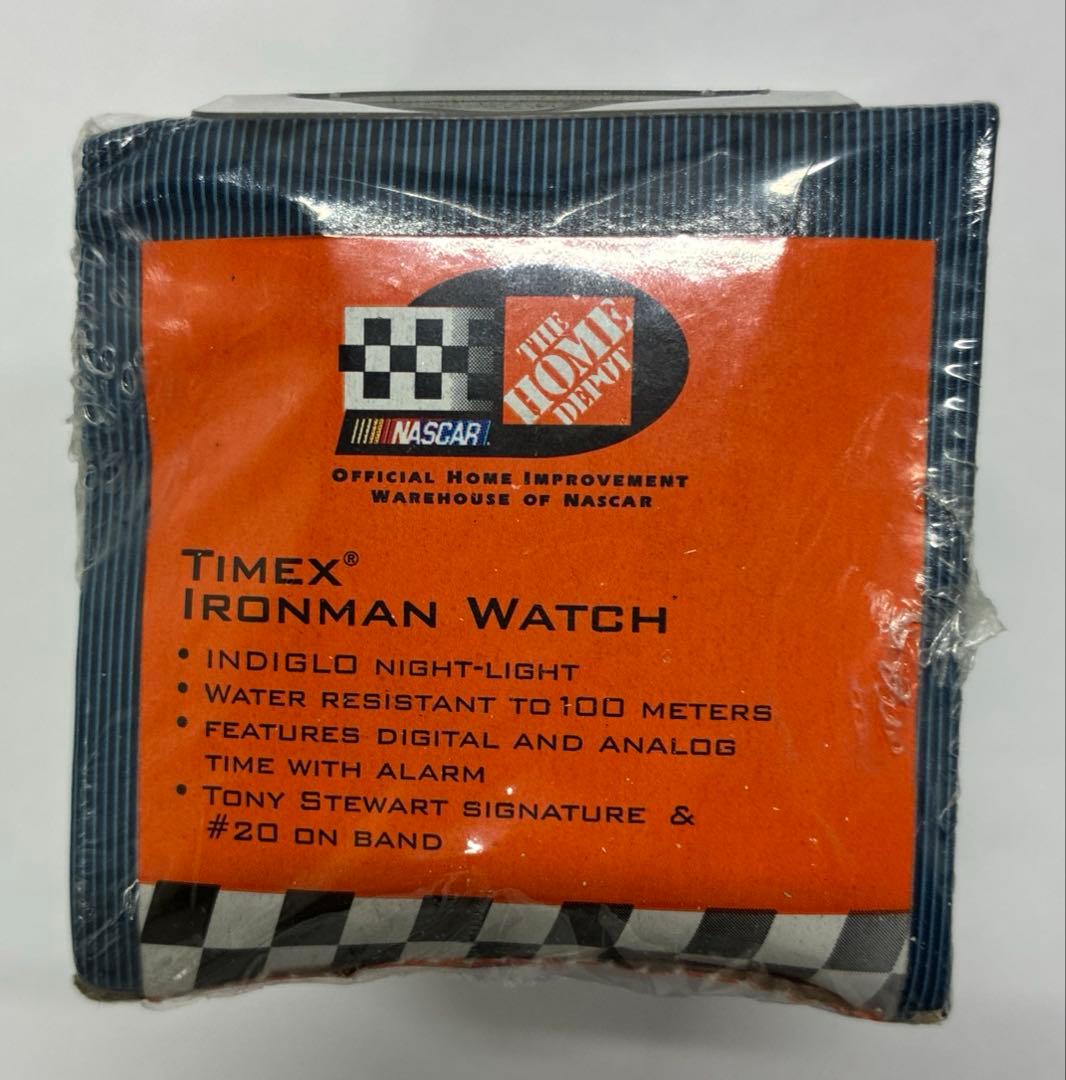 THE
HOME
DEPOT
NASCAR
OFFICIAL HOME IMPROVEMENT
WAREHOUSE OF NASCAR
TIMEX®
IRONMAN WATCH
• INDIGLO NIGHT-LIGHT
• WATER RESISTANT TO 100 METERS
• FEATURES DIGITAL AND ANALOG
TIME WITH ALARM
• TONY STEWART SIGNATURE &
#20 ON BAND